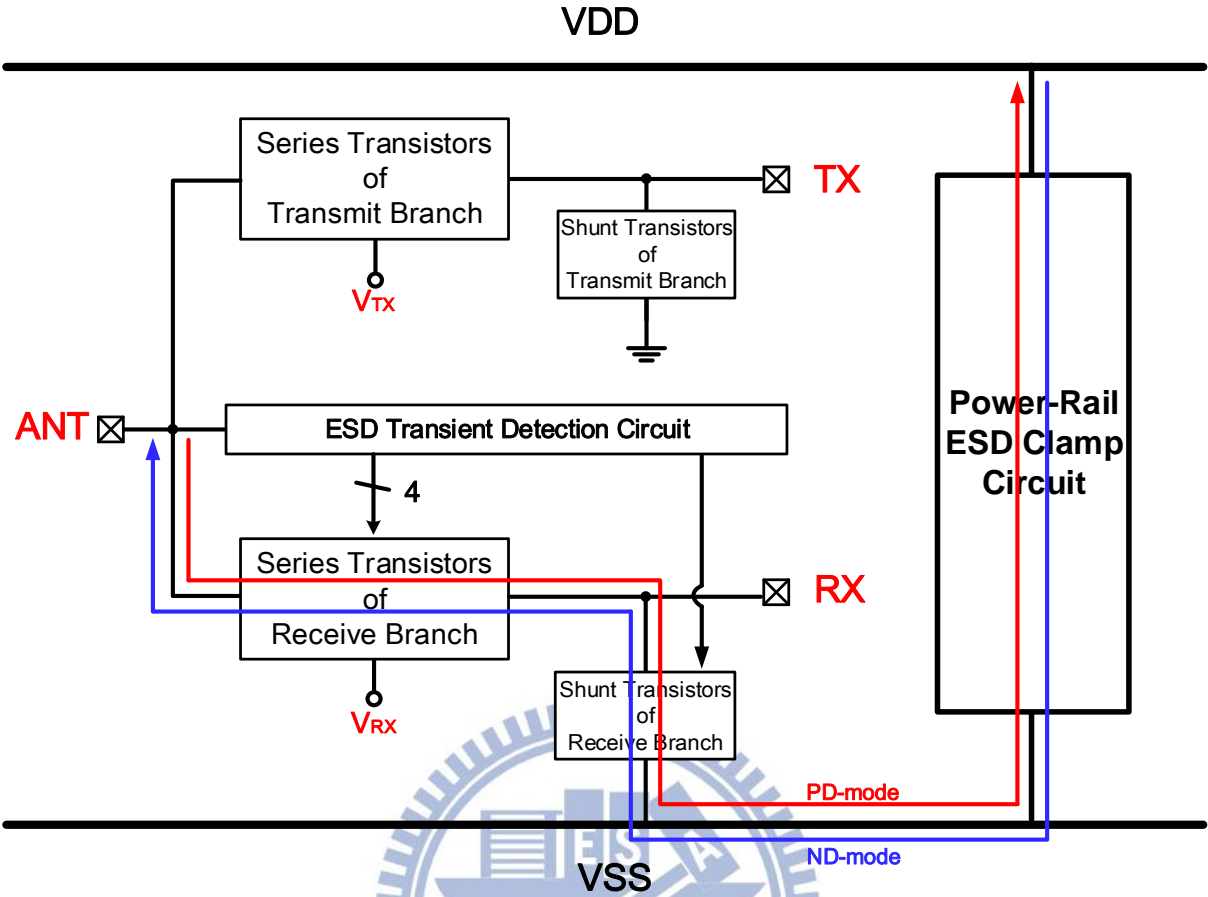 VDD
Series Transistors
of
Transmit Branch
TX
Shunt Transistors
of
Transmit Branch
VTX
ANT
ESD Transient Detection Circuit
Power-Rail
ESD Clamp
Circuit
4
Series Transistors
of
Receive Branch
RX
VRX
Shunt Transistors
of
Receive Branch
PD-mode
ND-mode
ESA
VSS